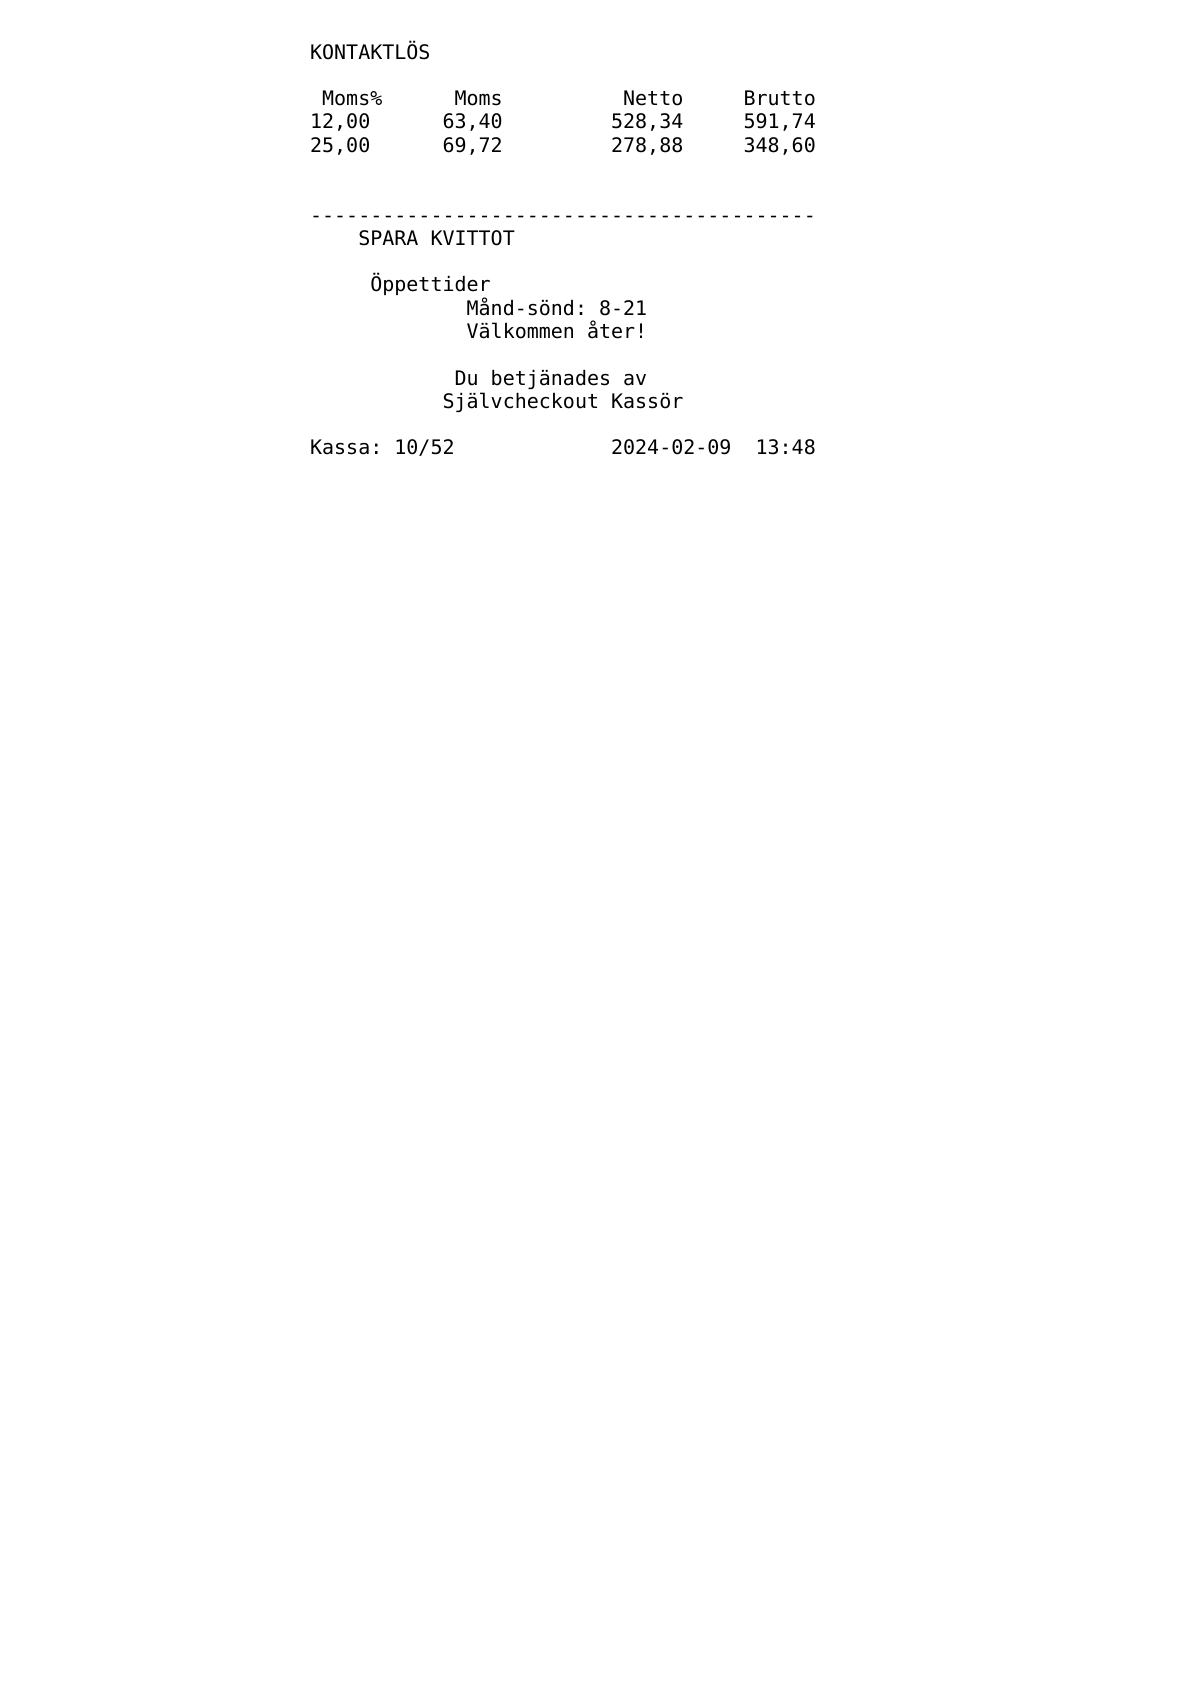 KONTAKTLÖS
Moms% Moms Netto Brutto
12,00 63,40 528,34 591,74
25,00 69,72 278,88 348,60
------------------------------------------
SPARA KVITTOT
Öppettider
Månd-sönd: 8-21
Välkommen åter!
Du betjänades av
Självcheckout Kassör
Kassa: 10/52 2024-02-09 13:48